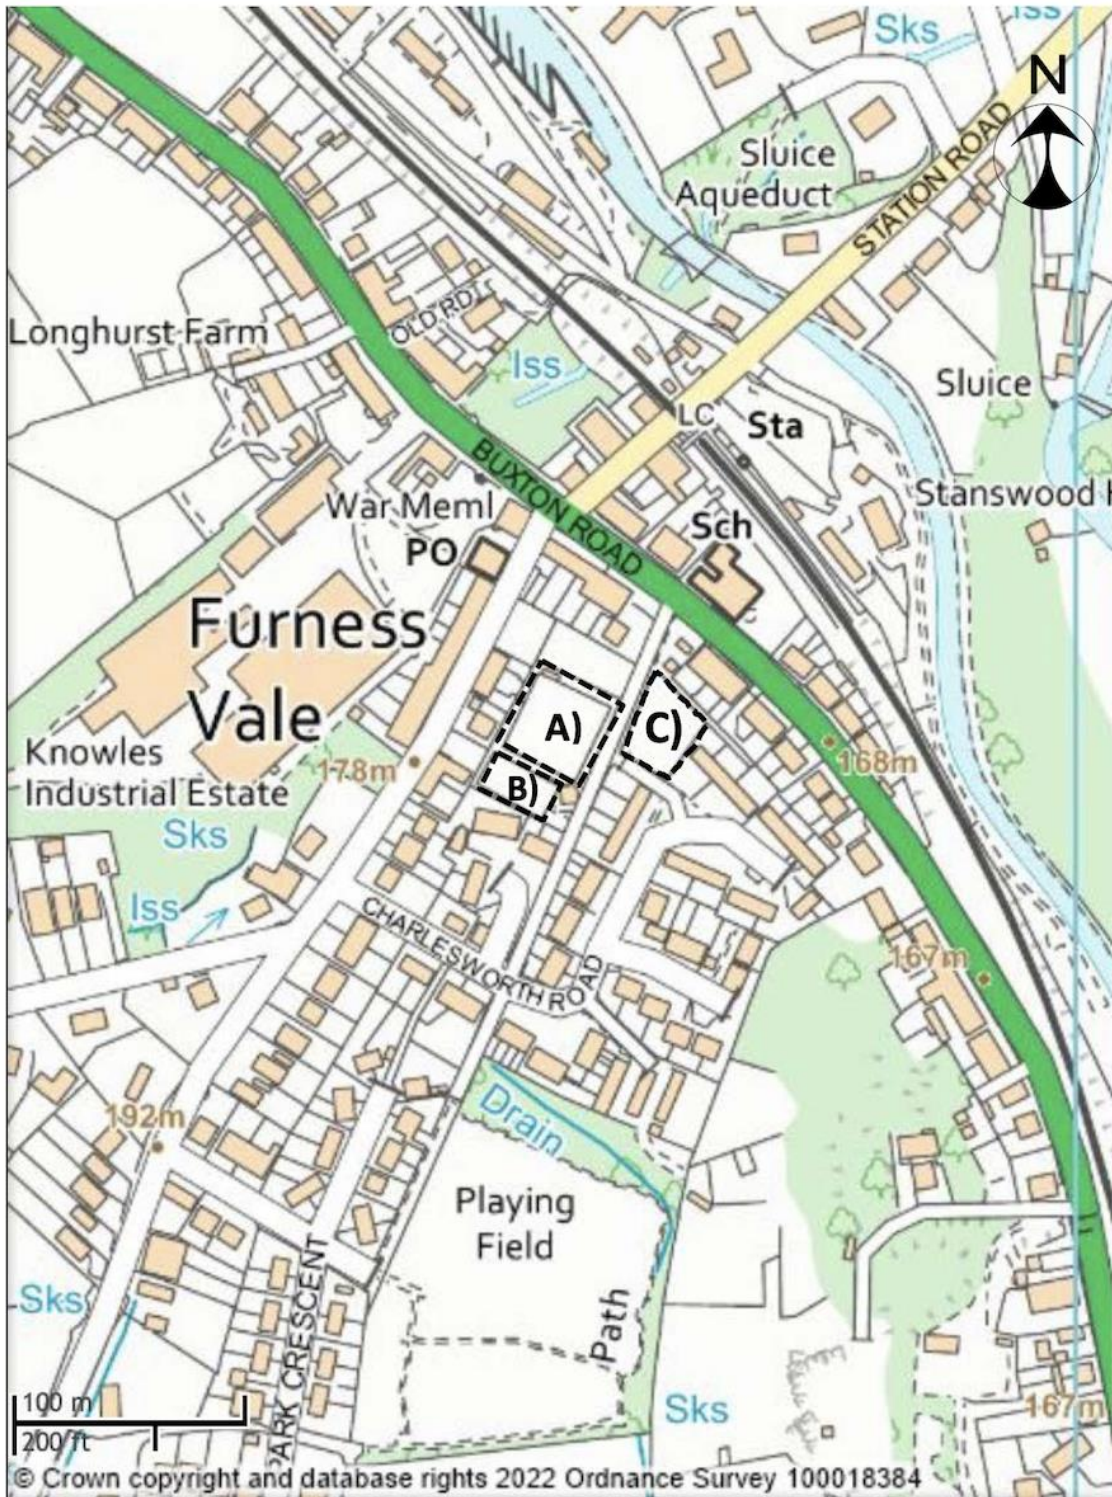 Sks
Iss
N
STATION ROAD
Sluice
Aqueduct
Longhurst Farm
OLD RD
Iss
Sluice
LC
Sta
BUXTON ROAD
Stanswood
War Meml
Sch
PO
Furness
Vale
A)
C)
B)
Knowles
Industrial Estate
178m
168m
Sks
Iss
CHARLESWORTH ROAD
167m
192m
Drain
Playing
Field
Sks
PARK CRESCENT
Path
Sks
167m
100 m
200 ft
© Crown copyright and database rights 2022 Ordnance Survey 100018384